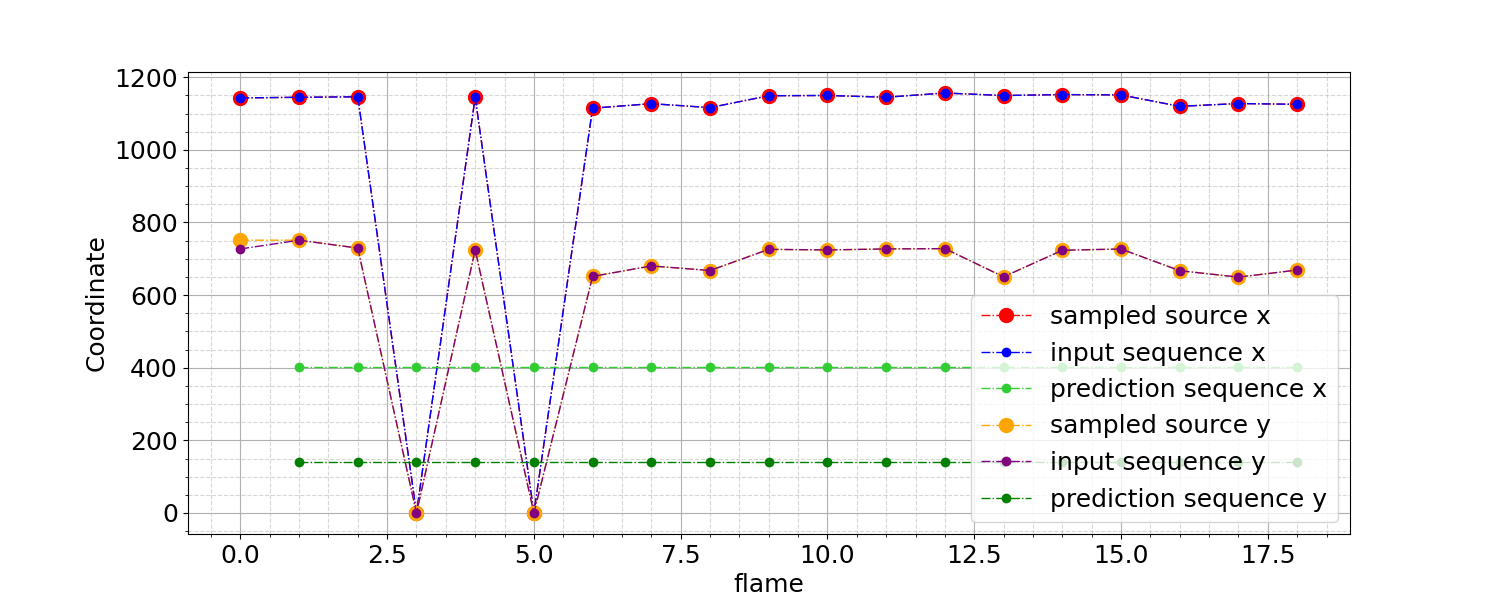 1200
1000
800
600
400
200
0
Coordinate
0.0 2.5 5.0 7.5 10.0 12.5 15.0 17.5
flame
sampled source x
input sequence x
prediction sequence x
sampled source y
input sequence y
prediction sequence y